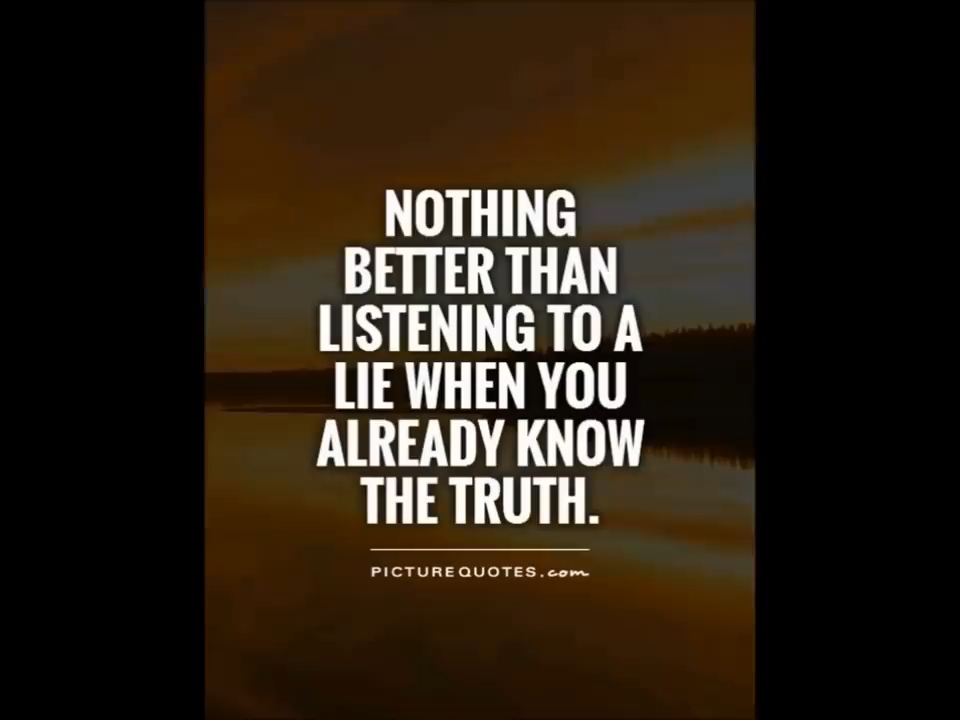 NOTHING
BETTER THAN
LISTENING TO A
LIE WHEN YOU
ALREADY KNOW
THE TRUTH.
PICTUREQUOTES.com